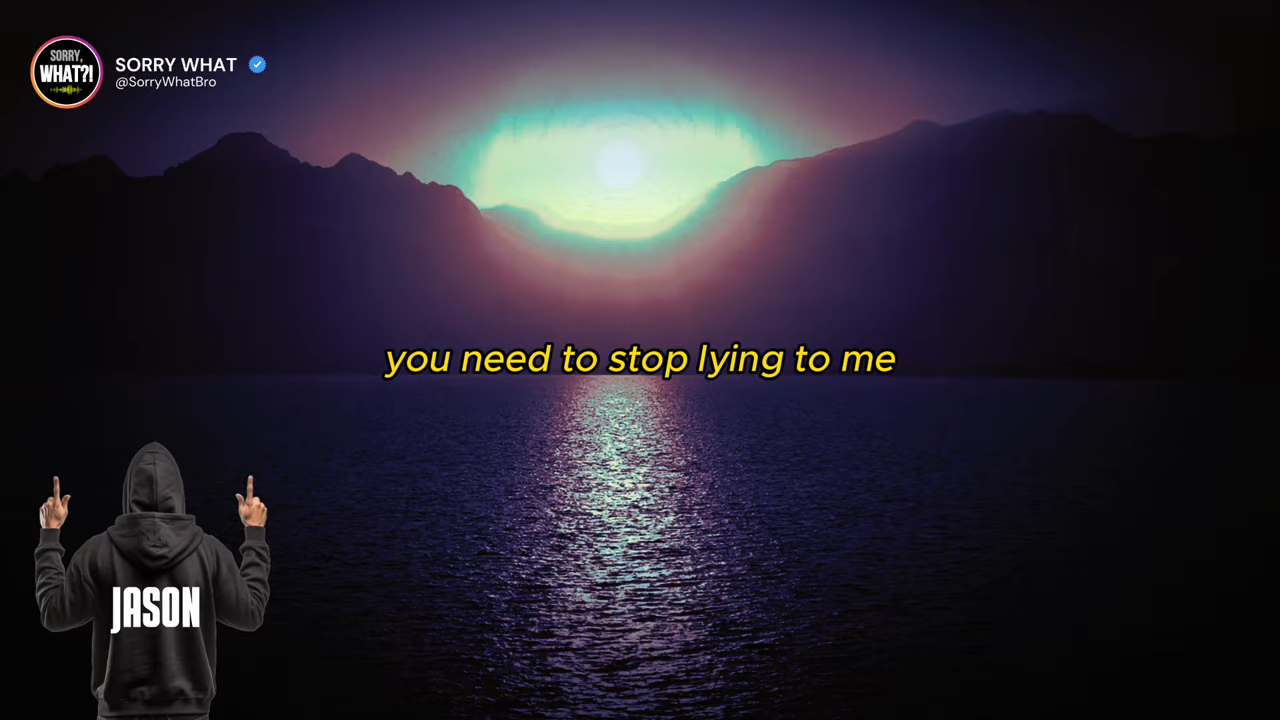 SORRY,
WHAT?!
SORRY WHAT
@SorryWhatBro
you need to stop lying to me
JASON